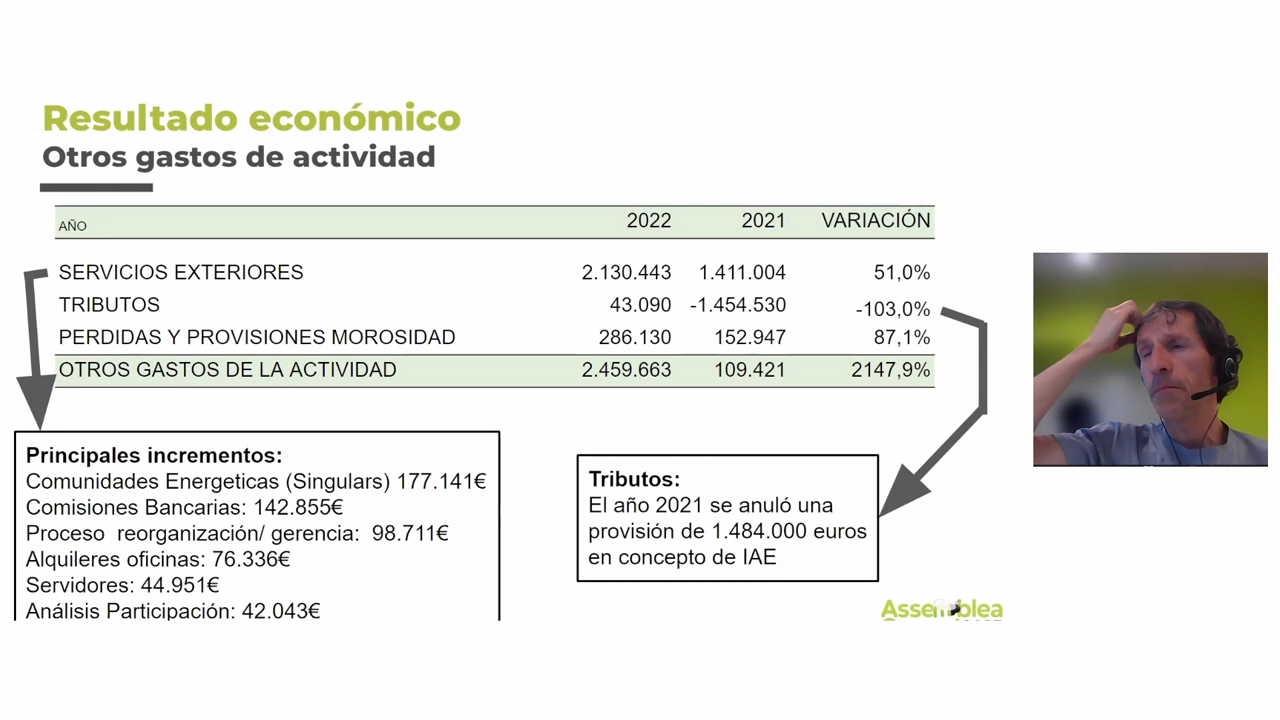 Resultado económico
Otros gastos de actividad
AÑO 2022 2021 VARIACIÓN
SERVICIOS EXTERIORES 2.130.443 1.411.004 51,0%
TRIBUTOS 43.090 -1.454.530 -103,0%
PERDIDAS Y PROVISIONES MOROSIDAD 286.130 152.947 87,1%
OTROS GASTOS DE LA ACTIVIDAD 2.459.663 109.421 2147,9%
Principales incrementos:
Comunidades Energeticas (Singulars) 177.141€
Comisiones Bancarias: 142.855€
Proceso reorganización/ gerencia: 98.711€
Alquileres oficinas: 76.336€
Servidores: 44.951€
Análisis Participación: 42.043€
Tributos:
El año 2021 se anuló una
provisión de 1.484.000 euros
en concepto de IAE
Assemblea